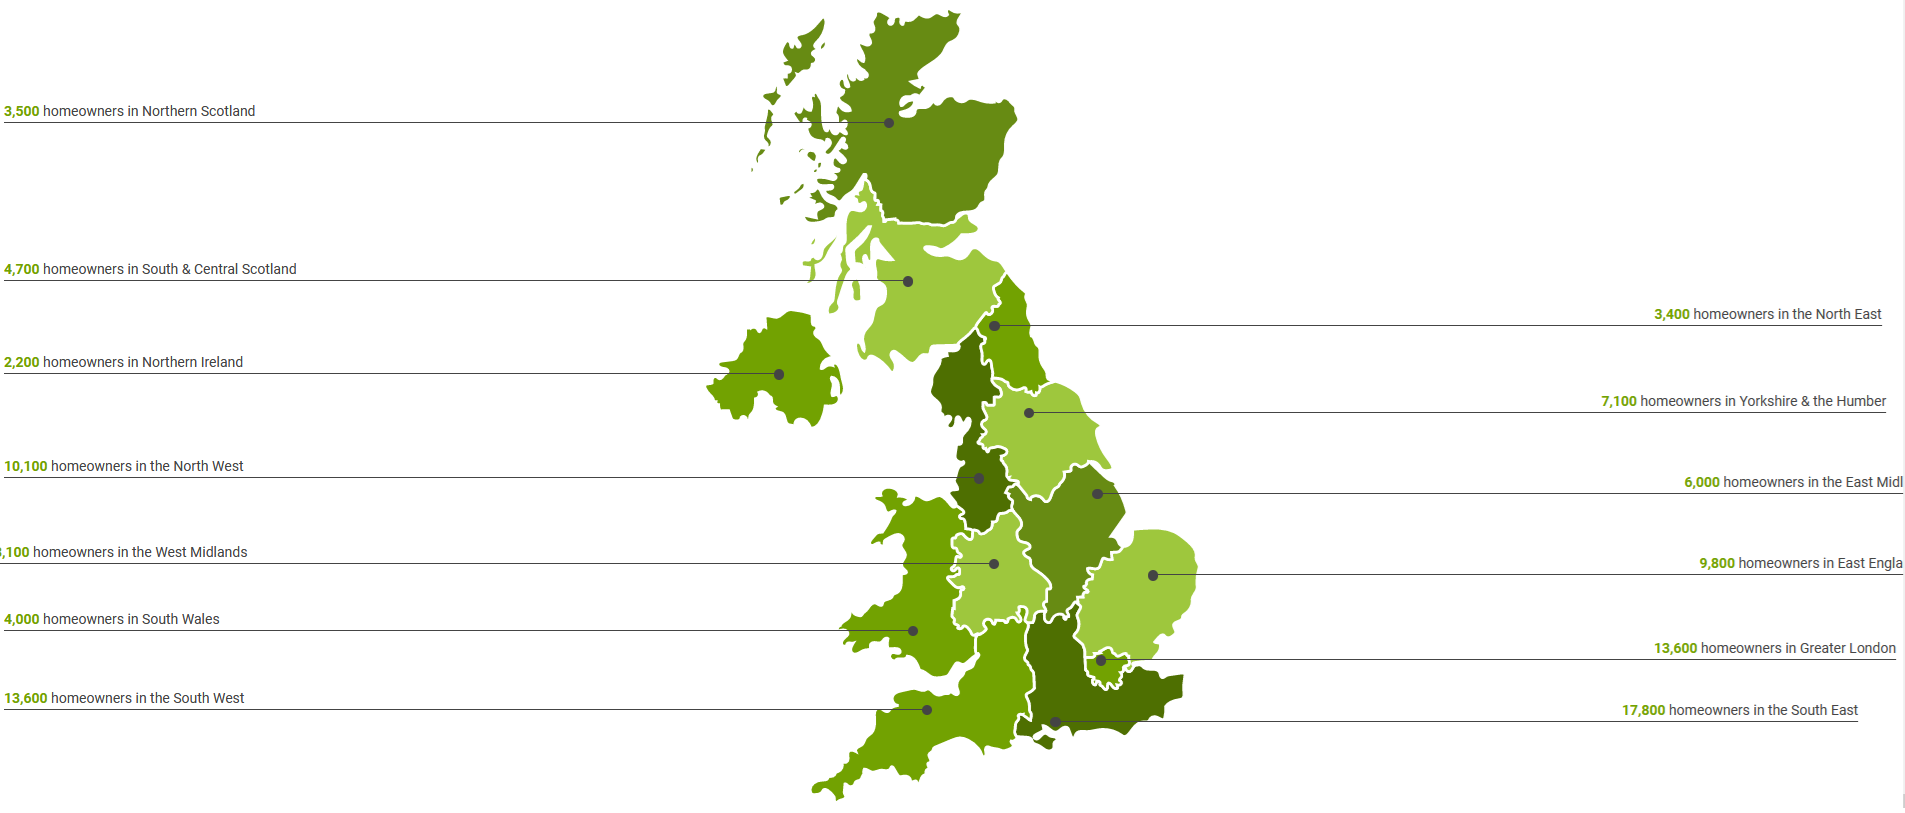 3,500 homeowners in Northern Scotland
4,700 homeowners in South & Central Scotland
3,400 homeowners in the North East
2,200 homeowners in Northern Ireland
7,100 homeowners in Yorkshire & the Humber
10,100 homeowners in the North West
6,000 homeowners in the East Midl
,100 homeowners in the West Midlands
9,800 homeowners in East Engla
4,000 homeowners in South Wales
13,600 homeowners in Greater London
13,600 homeowners in the South West
17,800 homeowners in the South East